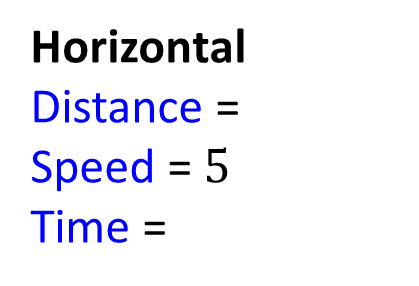 Horizontal
Distance =
Speed = 5
Time =